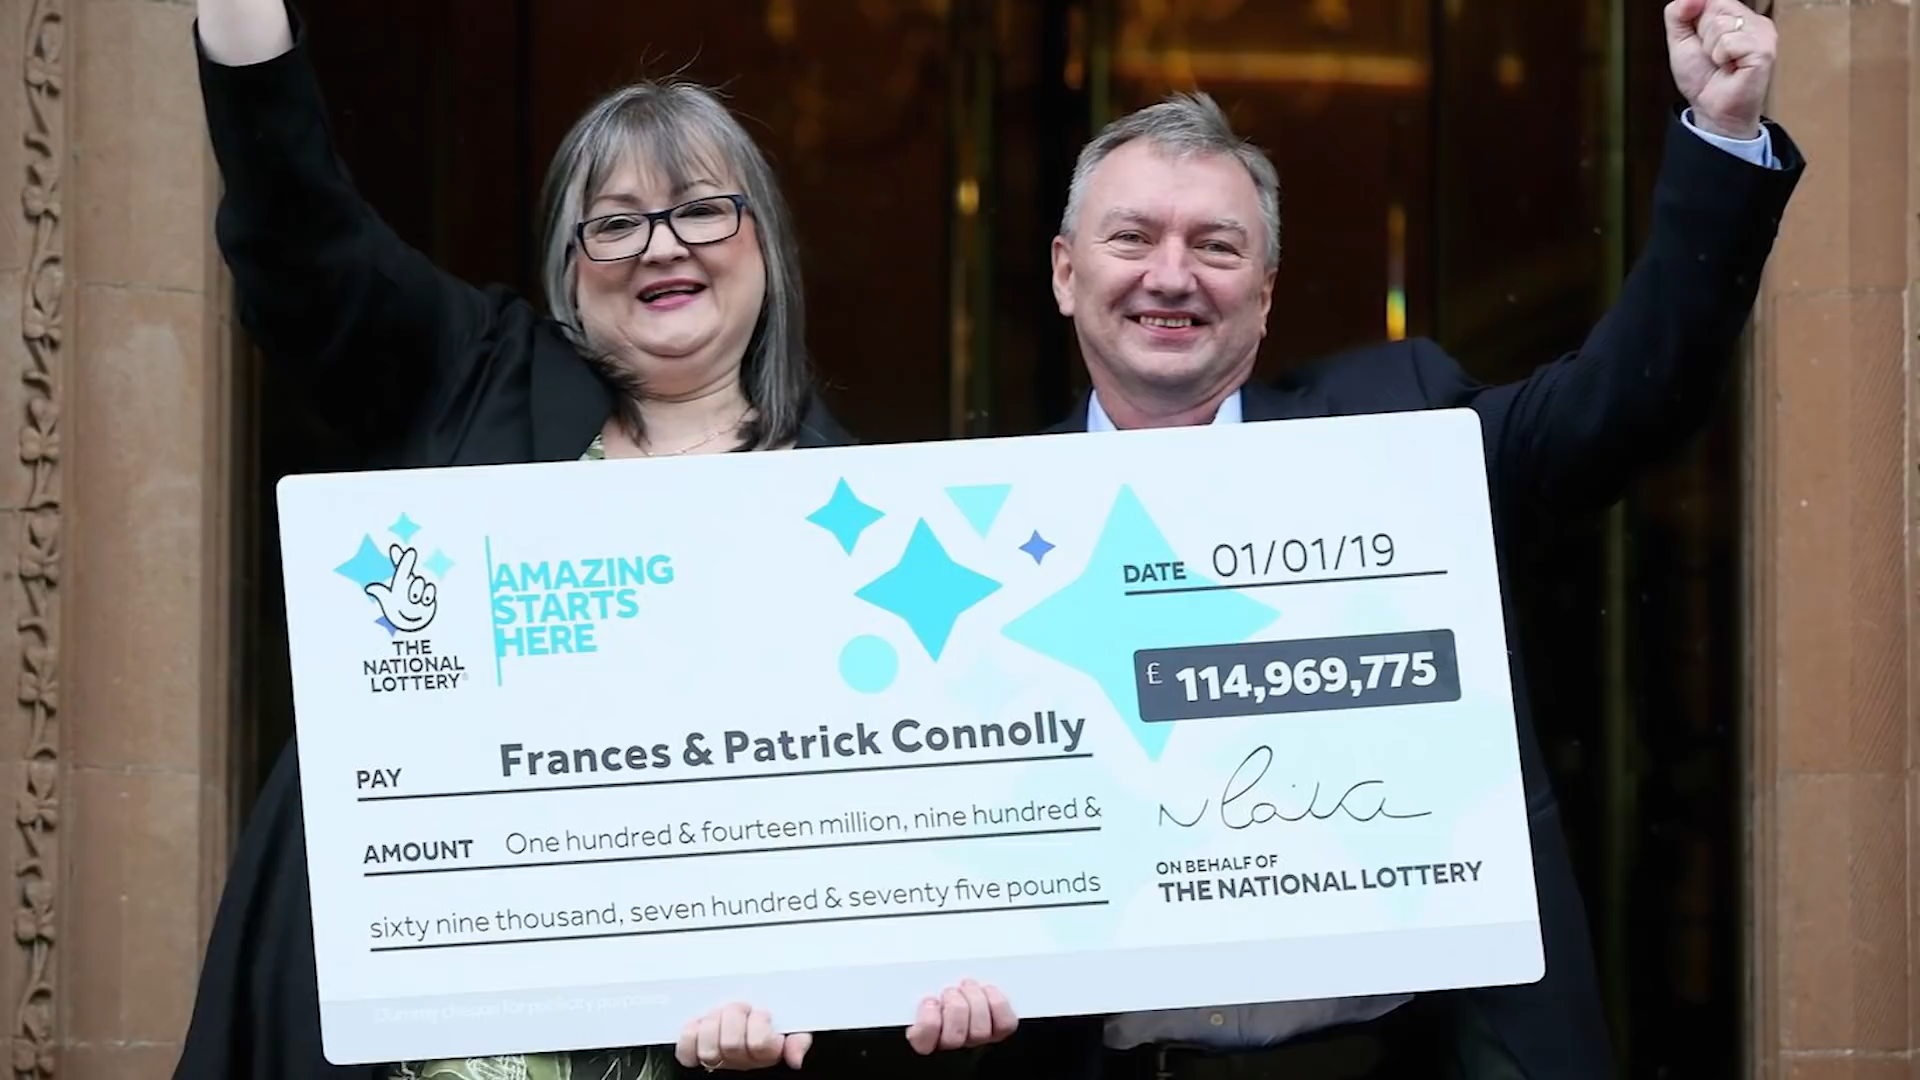 AMAZING
STARTS
HERE
THE
NATIONAL
LOTTERY®
DATE 01/01/19
£ 114,969,775
PAY Frances & Patrick Connolly
AMOUNT One hundred & fourteen million, nine hundred &
sixty nine thousand, seven hundred & seventy five pounds
ON BEHALF OF
THE NATIONAL LOTTERY